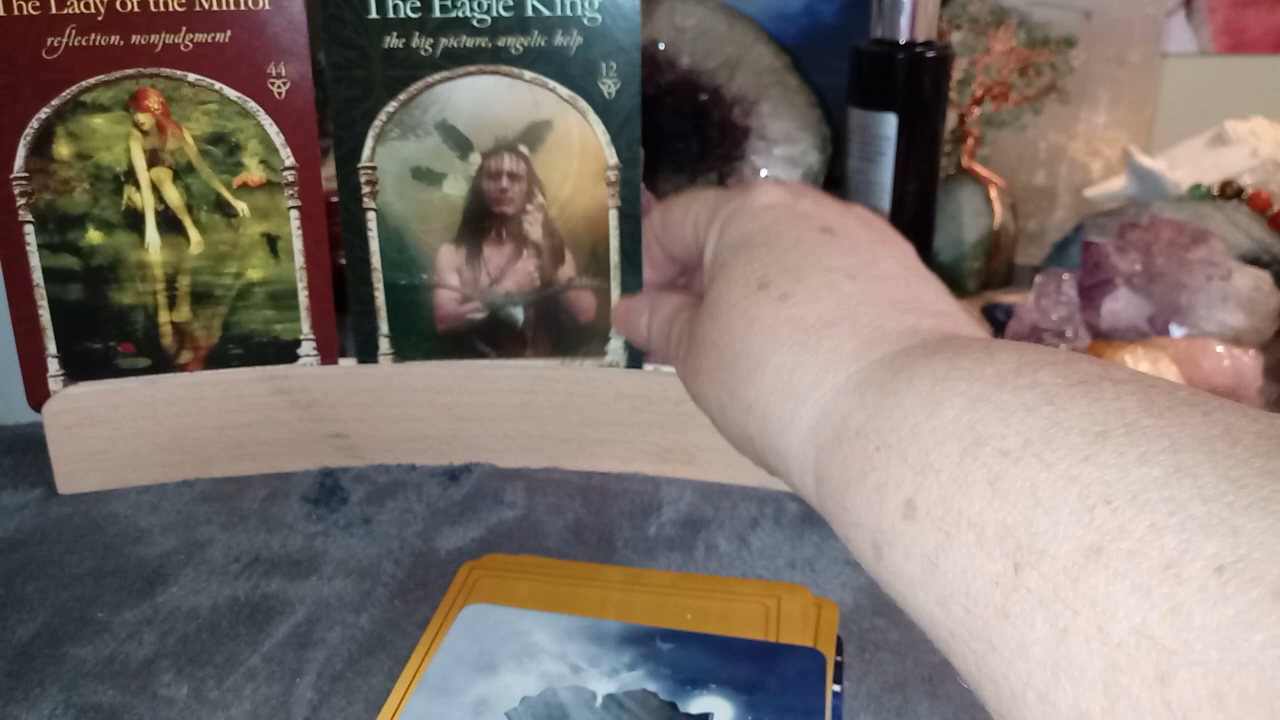 The Lady of the Mirror
reflection, nonjudgment
44
The Eagle King
the big picture, angelic help
12